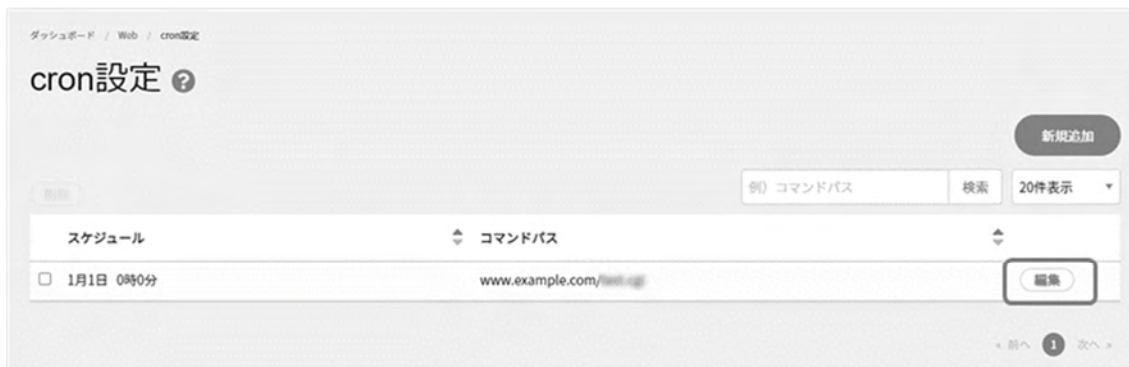 ダッシュボード / Web / cron設定
cron設定 ?
新規追加
削除
例）コマンドパス 検索 20件表示
スケジュール コマンドパス
1月1日 0時0分 www.example.com/ 編集
« 前へ 1 次へ »